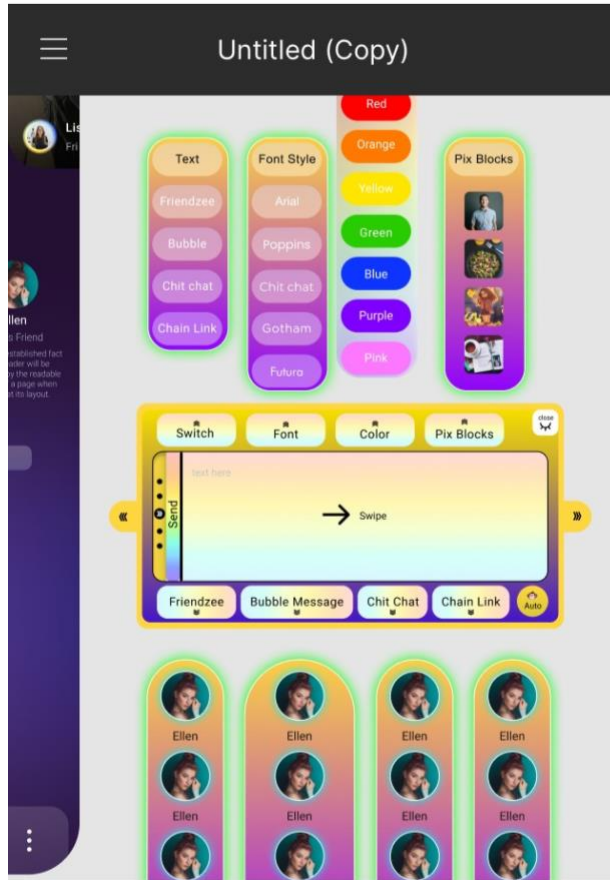 Untitled (Copy)
Lis
Fri
Ellen
s Friend
established fact
eader will be
by the readable
a page when
at its layout.
Text
Friendzee
Bubble
Chit chat
Chain Link
Font Style
Arial
Poppins
Chit chat
Gotham
Futura
Red
Orange
Yellow
Green
Blue
Purple
Pink
Pix Blocks
Switch
Font
Color
Pix Blocks
close
Send
text here
Swipe
Friendzee
Bubble Message
Chit Chat
Chain Link
Auto
Ellen
Ellen
Ellen
Ellen
Ellen
Ellen
Ellen
Ellen